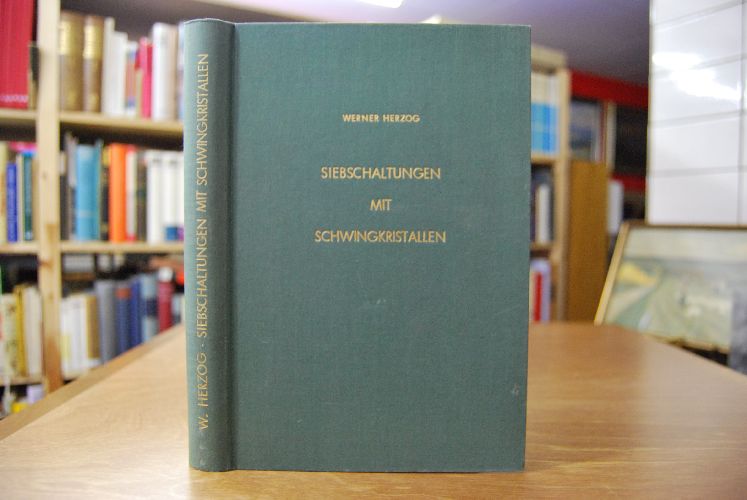 W. HERZOG · SIEBSCHALTUNGEN MIT SCHWINGKRISTALLEN
WERNER HERZOG
SIEBSCHALTUNGEN
MIT
SCHWINGKRISTALLEN